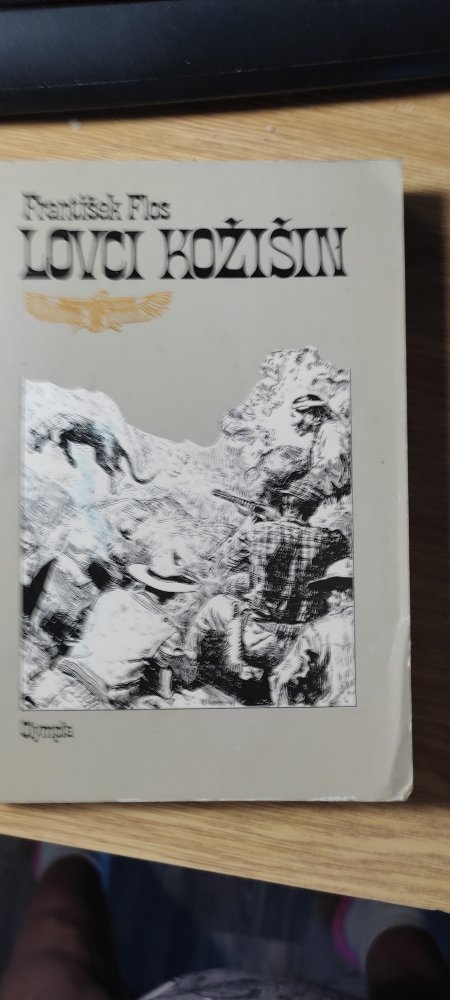 František Flos
LOVCI KOŽIŠIN
Olympia